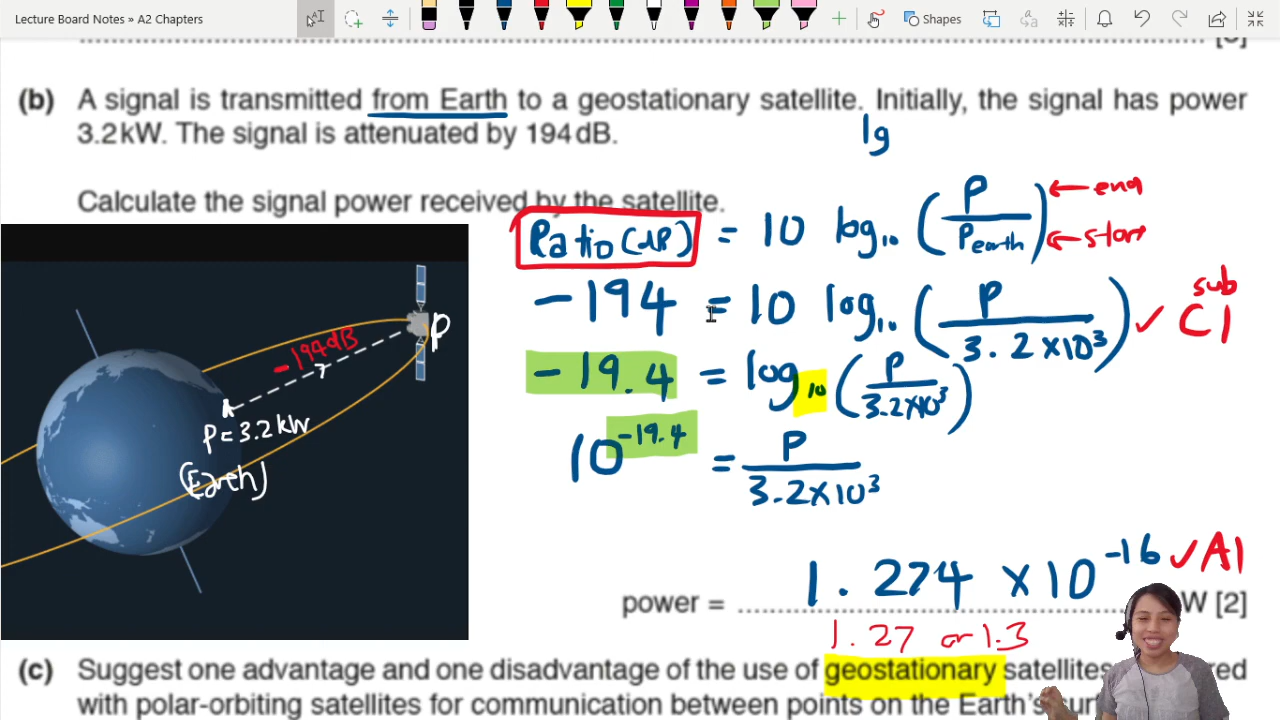 Lecture Board Notes » A2 Chapters
Shapes
(b) A signal is transmitted from Earth to a geostationary satellite. Initially, the signal has power
3.2kW. The signal is attenuated by 194dB.
lg
Calculate the signal power received by the satellite.
Ratio (dB) = 10 log₁₀ (P / Pearth) ← end ← start
-194 = 10 log₁₀ (P / 3.2×10³) ✓ sub C1
-19.4 = log₁₀ (P / 3.2×10³)
10^-19.4 = P / 3.2×10³
-194dB
P
P = 3.2 kW
(Earth)
1.274 ×10^-16 ✓ A1
power = ............ W [2]
1.27 or 1.3
(c) Suggest one advantage and one disadvantage of the use of geostationary satellites
with polar-orbiting satellites for communication between points on the Earth's